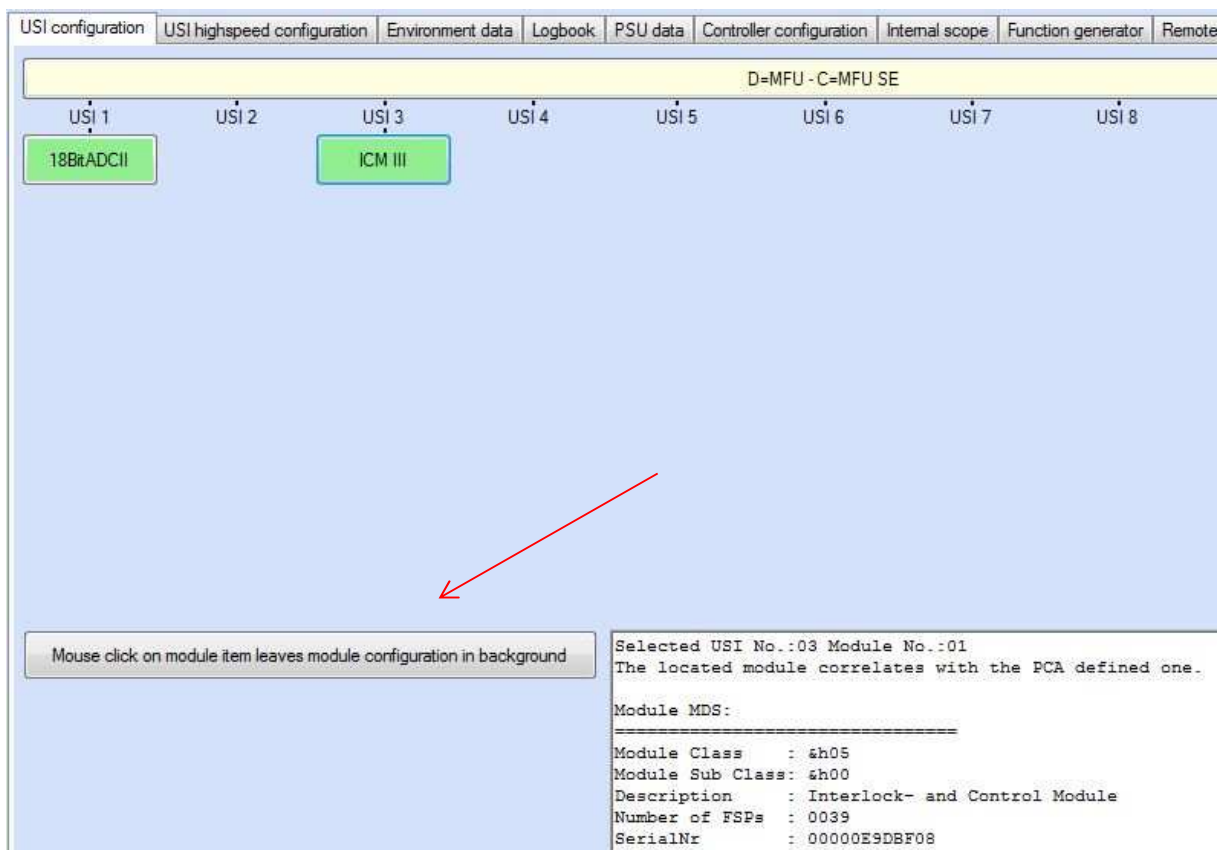 USI configuration USI highspeed configuration Environment data Logbook PSU data Controller configuration Internal scope Function generator Remote
D=MFU - C=MFU SE
USI 1 USI 2 USI 3 USI 4 USI 5 USI 6 USI 7 USI 8
18BitADCII ICM III
Mouse click on module item leaves module configuration in background
Selected USI No.:03 Module No.:01
The located module correlates with the PCA defined one.
Module MDS:
================================
Module Class : &h05
Module Sub Class: &h00
Description : Interlock- and Control Module
Number of FSPs : 0039
SerialNr : 00000E9DBF08